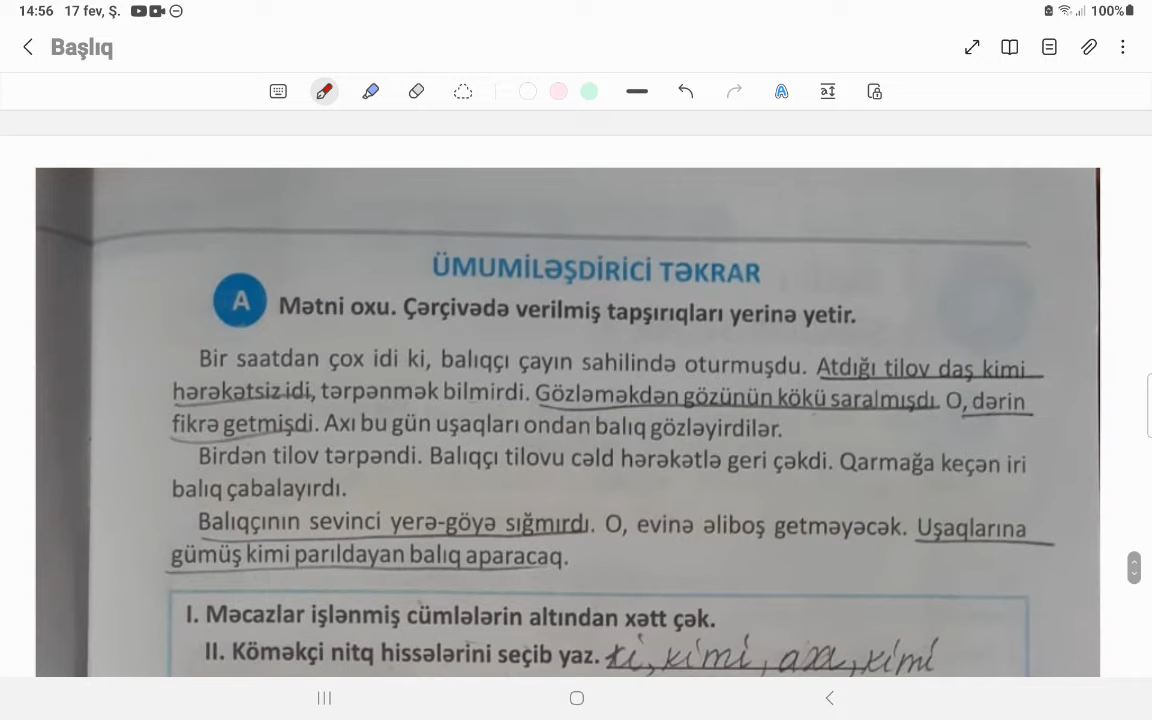 14:56 17 fev, Ş. 100%
Başlıq
ÜMUMİLƏŞDİRİCİ TƏKRAR
A Mətni oxu. Çərçivədə verilmiş tapşırıqları yerinə yetir.
Bir saatdan çox idi ki, balıqçı çayın sahilində oturmuşdu. Atdığı tilov daş kimi
hərəkətsiz idi, tərpənmək bilmirdi. Gözləməkdən gözünün kökü saralmışdı. O, dərin
fikrə getmişdi. Axı bu gün uşaqları ondan balıq gözləyirdilər.
Birdən tilov tərpəndi. Balıqçı tilovu cəld hərəkətlə geri çəkdi. Qarmağa keçən iri
balıq çabalayırdı.
Balıqçının sevinci yerə-göyə sığmırdı. O, evinə əliboş getməyəcək. Uşaqlarına
gümüş kimi parıldayan balıq aparacaq.
I. Məcazlar işlənmiş cümlələrin altından xətt çək.
II. Köməkçi nitq hissələrini seçib yaz. ki, kimi, axı, kimi